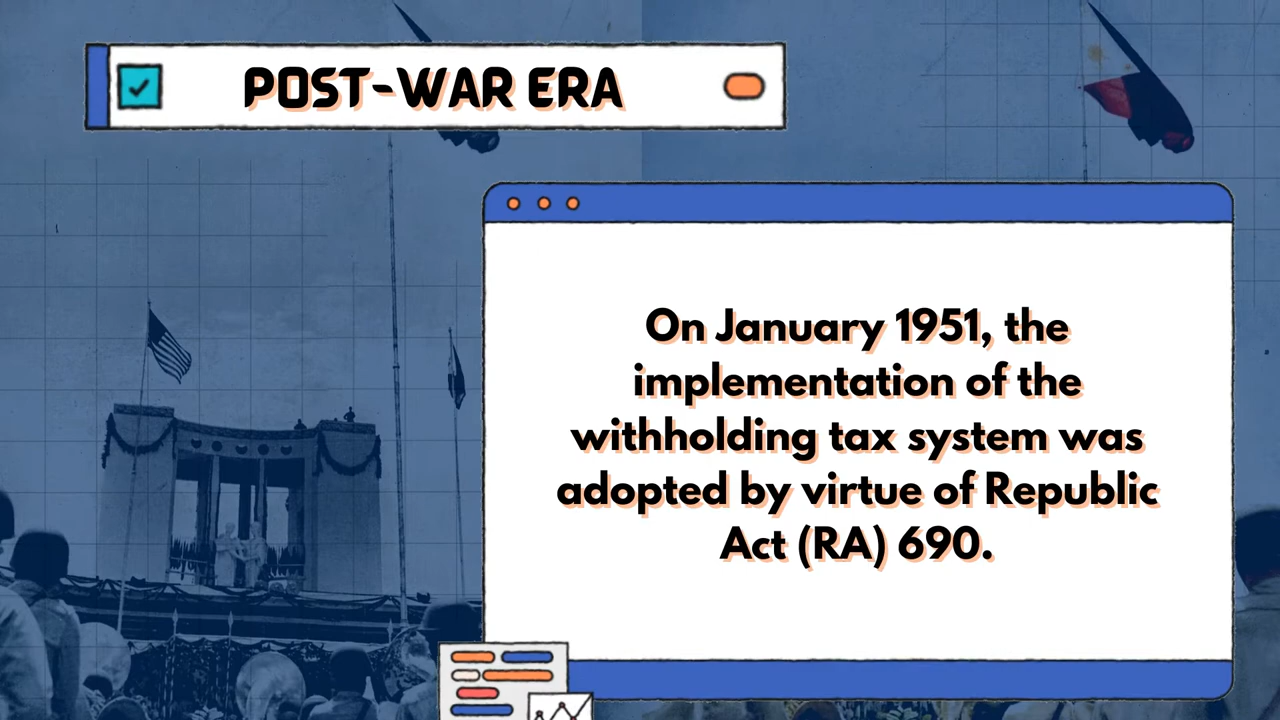 POST-WAR ERA
On January 1951, the
implementation of the
withholding tax system was
adopted by virtue of Republic
Act (RA) 690.